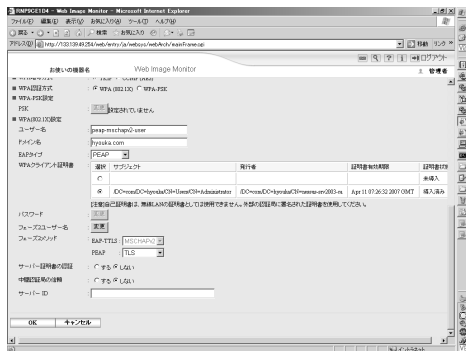 RNP9CE104 - Web Image Monitor - Microsoft Internet Explorer
ファイル(F) 編集(E) 表示(V) お気に入り(A) ツール(T) ヘルプ(H)
戻る 検索 お気に入り
アドレス(D) http://133.139.49.254/web/entry/ja/websys/webArch/mainFrame.cgi 移動 リンク
ログアウト
お使いの機器名 Web Image Monitor 管理者
WPA認証方式 : WPA (802.1X) WPA-PSK
WPA-PSK設定
PSK : 変更 設定されていません
WPA(802.1X)設定
ユーザー名 : peap-mschapv2-user
ドメイン名 : hyouka.com
EAPタイプ : PEAP
WPAクライアント証明書 : 選択 サブジェクト 発行者 証明書有効期限 証明書状態
未導入
/DC=com/DC=hyouka/CN=Users/CN=Administrator Apr 11 07:26:32 2007 GMT 導入済み
[注意]自己証明書は、無線LANの証明書としては使用できません。外部の認証局に署名された証明書を使用してください。
パスワード : 変更
フェーズ2ユーザー名 : 変更
フェーズ2メソッド : EAP-TTLS : MSCHAPv2
PEAP : TLS
サーバー証明書の認証 : する しない
中間認証局の信頼 : する しない
サーバー ID :
OK キャンセル
イントラネット